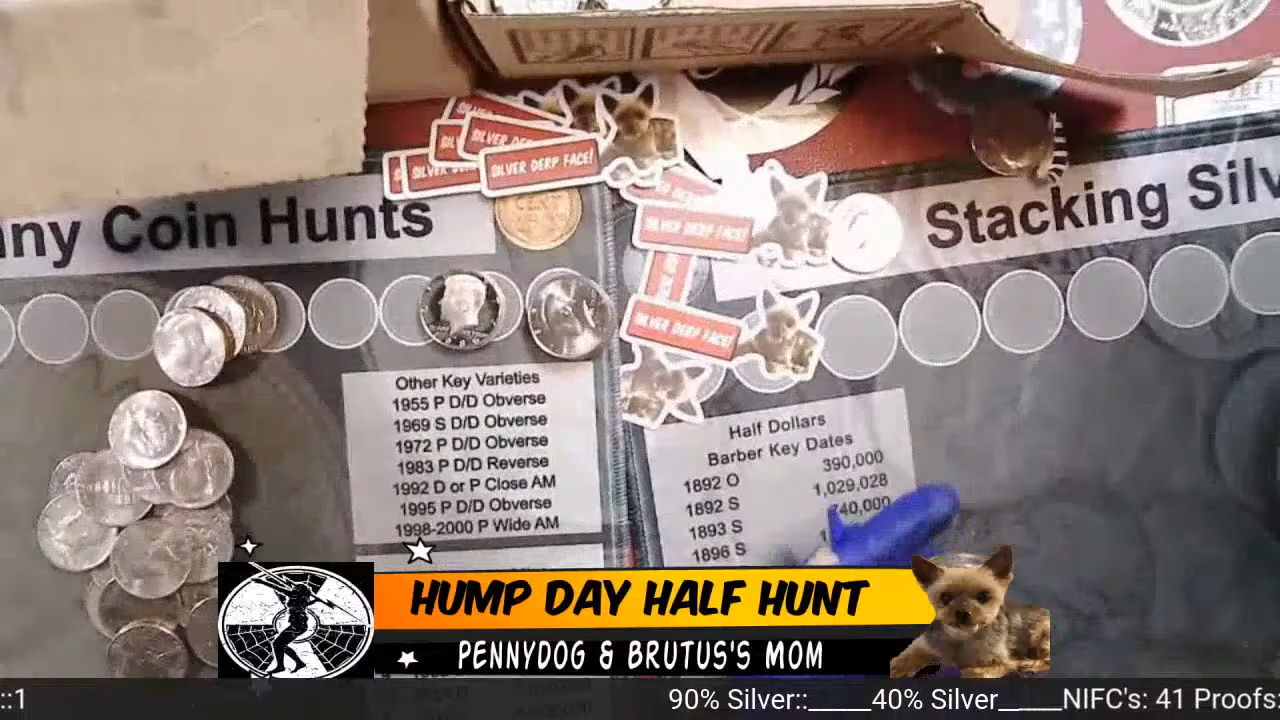 SILVER DERP FACE!
nny Coin Hunts
SILVER DERP FACE!
SILVER DERP FACE!
Stacking Silv
Other Key Varieties
1955 P D/D Obverse
1969 S D/D Obverse
1972 P D/D Obverse
1983 P D/D Reverse
1992 D or P Close AM
1995 P D/D Obverse
1998-2000 P Wide AM
Half Dollars
Barber Key Dates
1892 O 390,000
1892 S 1,029,028
1893 S 40,000
1896 S
HUMP DAY HALF HUNT
PENNYDOG & BRUTUS'S MOM
::1 90% Silver::_____40% Silver_____NIFC's: 41 Proofs: